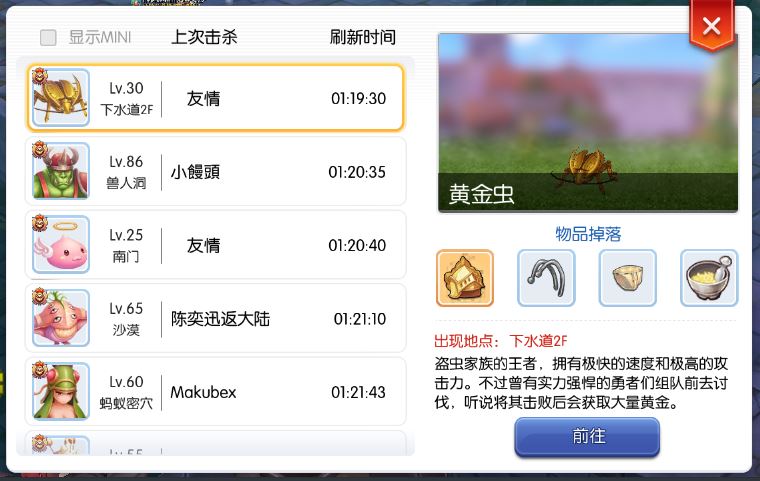 显示MINI 上次击杀 刷新时间
Lv.30
下水道2F
友情
01:19:30
Lv.86
兽人洞
小饅頭
01:20:35
Lv.25
南门
友情
01:20:40
Lv.65
沙漠
陈奕迅返大陆
01:21:10
Lv.60
蚂蚁密穴
Makubex
01:21:43
黄金虫
物品掉落
出现地点：下水道2F
盗虫家族的王者，拥有极快的速度和极高的攻
击力。不过曾有实力强悍的勇者们组队前去讨
伐，听说将其击败后会获取大量黄金。
前往